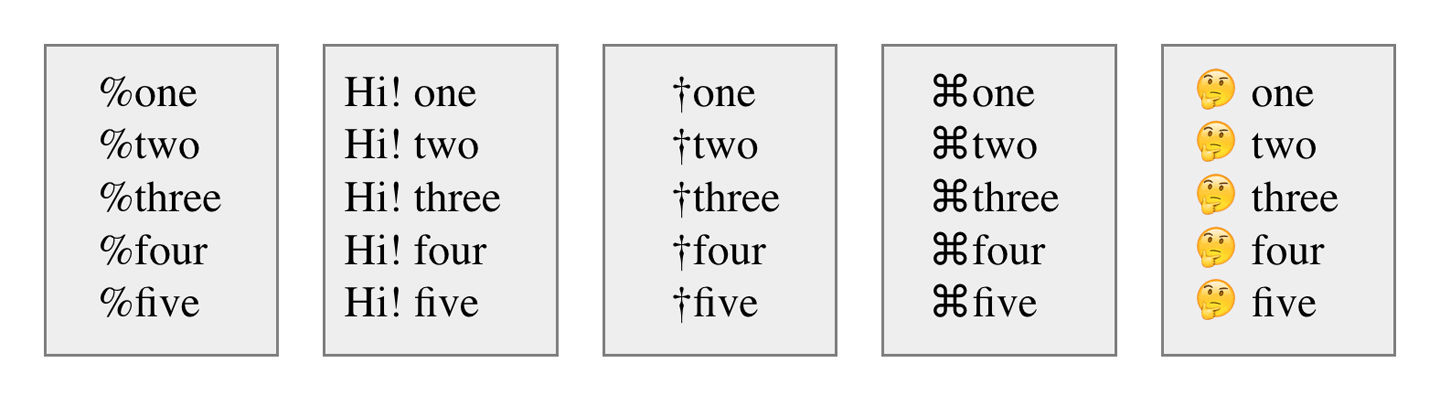 %one
%two
%three
%four
%five
Hi! one
Hi! two
Hi! three
Hi! four
Hi! five
†one
†two
†three
†four
†five
⌘one
⌘two
⌘three
⌘four
⌘five
🤔 one
🤔 two
🤔 three
🤔 four
🤔 five